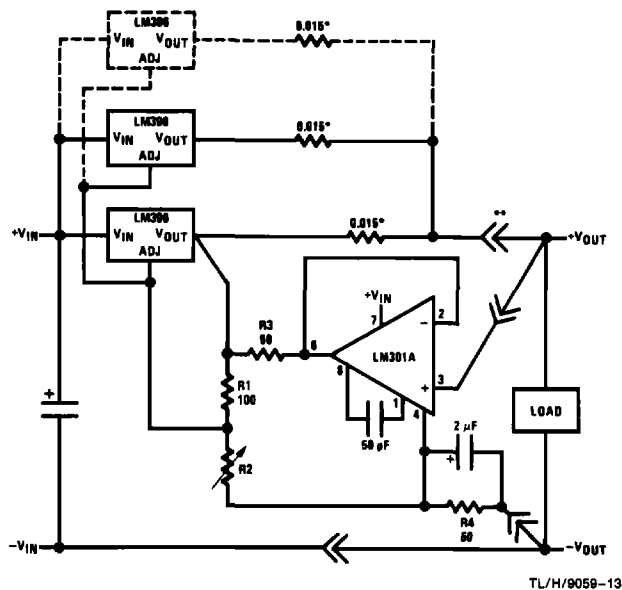 LM396
VIN VOUT
ADJ
0.015*
LM396
VIN VOUT
ADJ
0.015*
LM396
+VIN
VIN VOUT
ADJ
0.015*
**
+VOUT
+VIN
7
2
−
R3
50
6
LM301A
8
+
3
1
4
R1
100
+
50 pF
2 μF
LOAD
R2
+
R4
50
−VIN
−VOUT
TL/H/9059-13